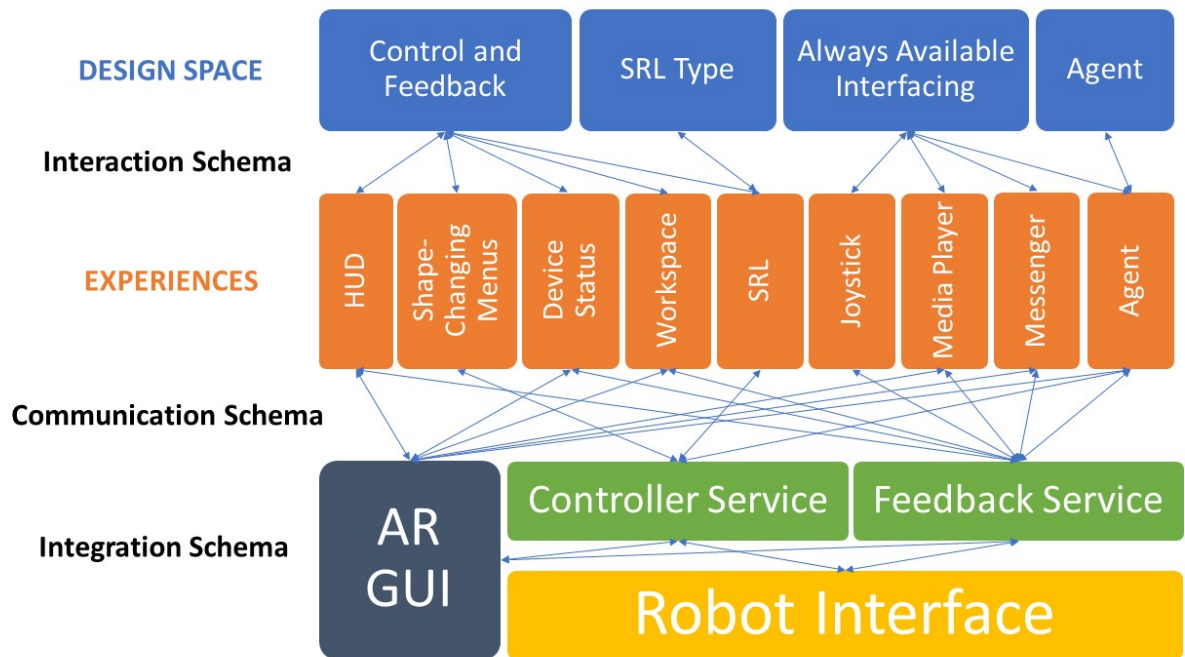 DESIGN SPACE
Control and
Feedback
SRL Type
Always Available
Interfacing
Agent
Interaction Schema
EXPERIENCES
HUD
Shape-
Changing
Menus
Device
Status
Workspace
SRL
Joystick
Media Player
Messenger
Agent
Communication Schema
Integration Schema
AR
GUI
Controller Service
Feedback Service
Robot Interface